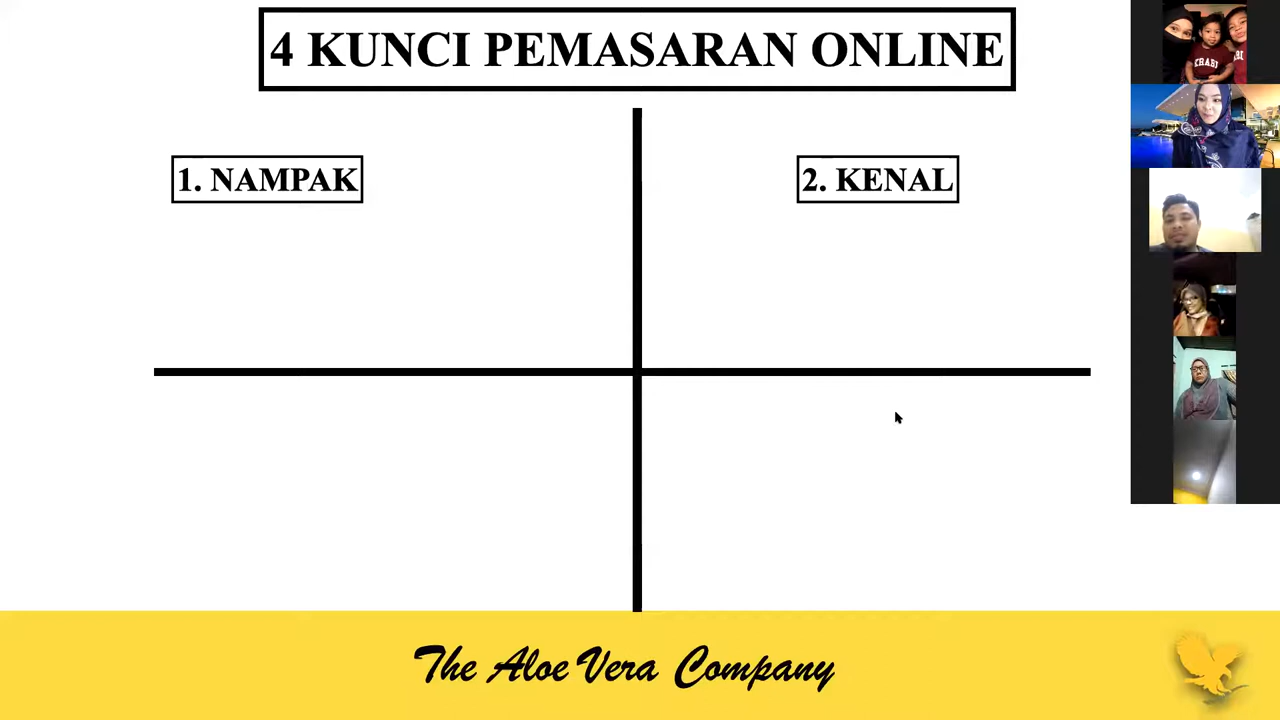 4 KUNCI PEMASARAN ONLINE
1. NAMPAK
2. KENAL
The Aloe Vera Company
KRABI